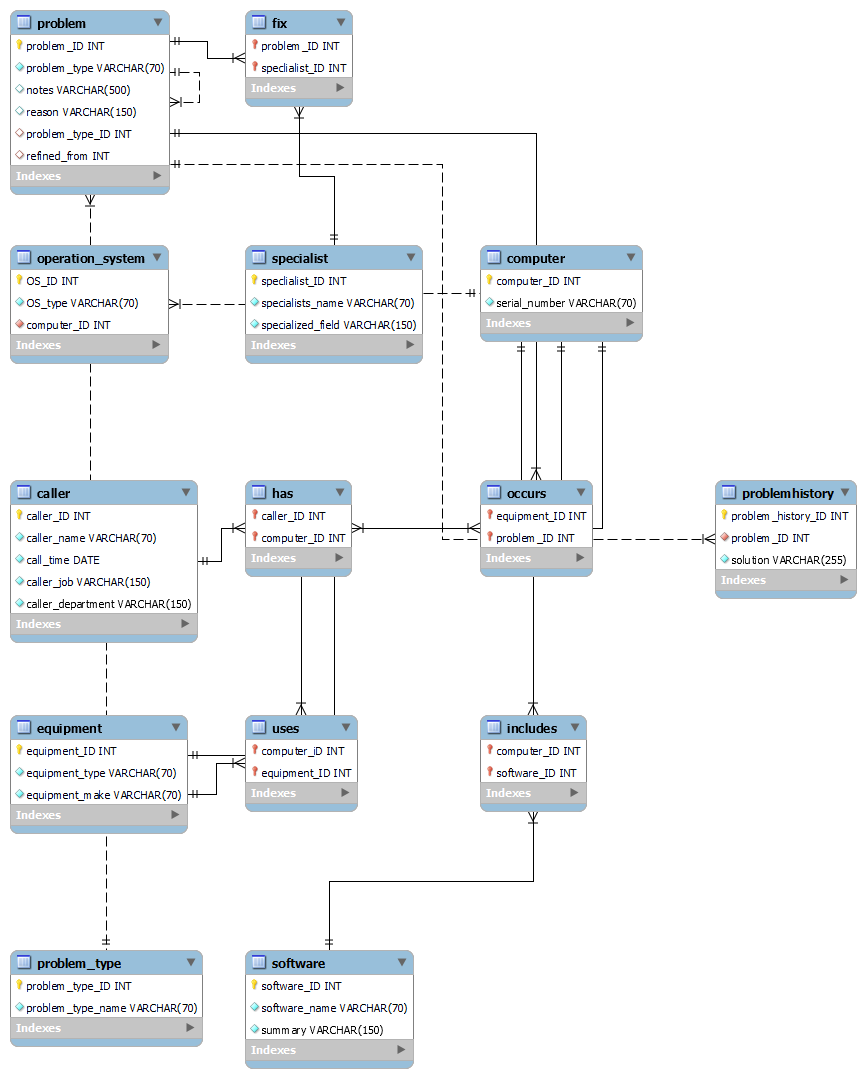 problem
problem_ID INT
problem_type VARCHAR(70)
notes VARCHAR(500)
reason VARCHAR(150)
problem_type_ID INT
refined_from INT
Indexes
fix
problem_ID INT
speclialist_ID INT
Indexes
operation_system
OS_ID INT
OS_type VARCHAR(70)
computer_ID INT
Indexes
specialist
speclialist_ID INT
specialists_name VARCHAR(70)
specialized_field VARCHAR(150)
Indexes
computer
computer_ID INT
serial_number VARCHAR(70)
Indexes
caller
caller_ID INT
caller_name VARCHAR(70)
call_time DATE
caller_job VARCHAR(150)
caller_department VARCHAR(150)
Indexes
has
caller_ID INT
computer_ID INT
Indexes
occurs
equipment_ID INT
problem_ID INT
Indexes
problemhistory
problem_history_ID INT
problem_ID INT
solution VARCHAR(255)
Indexes
equipment
equipment_ID INT
equipment_type VARCHAR(70)
equipment_make VARCHAR(70)
Indexes
uses
computer_iD INT
equipment_ID INT
Indexes
includes
computer_ID INT
software_ID INT
Indexes
problem_type
problem_type_ID INT
problem_type_name VARCHAR(70)
Indexes
software
software_ID INT
software_name VARCHAR(70)
summary VARCHAR(150)
Indexes